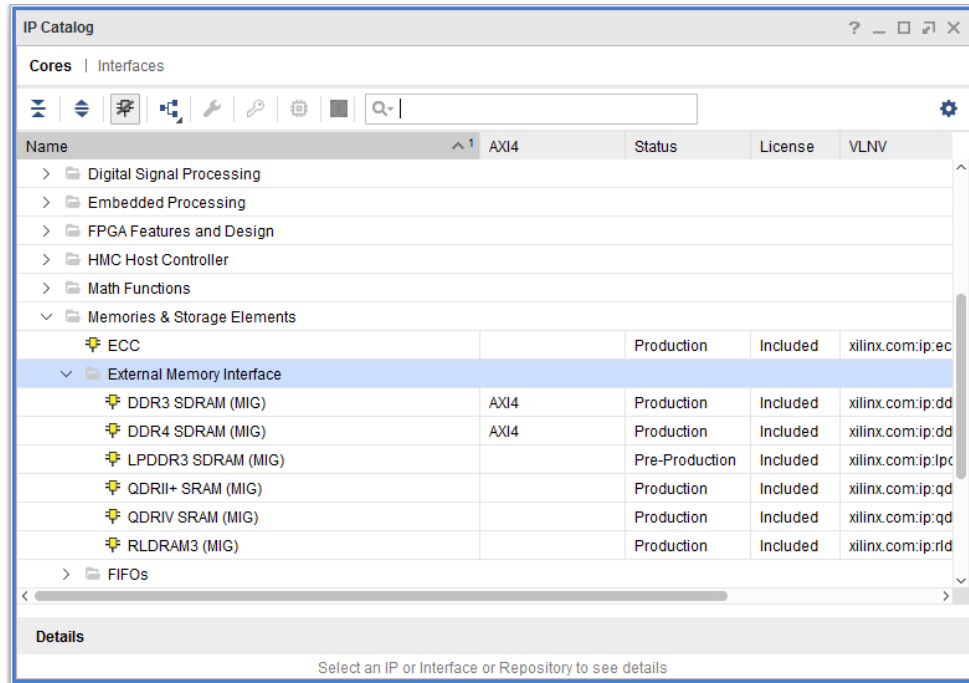 IP Catalog
Cores | Interfaces
Name 1 AXI4 Status License VLNV
Digital Signal Processing
Embedded Processing
FPGA Features and Design
HMC Host Controller
Math Functions
Memories & Storage Elements
ECC Production Included xilinx.com:ip:ec
External Memory Interface
DDR3 SDRAM (MIG) AXI4 Production Included xilinx.com:ip:dd
DDR4 SDRAM (MIG) AXI4 Production Included xilinx.com:ip:dd
LPDDR3 SDRAM (MIG) Pre-Production Included xilinx.com:ip:lpd
QDRII+ SRAM (MIG) Production Included xilinx.com:ip:qd
QDRIV SRAM (MIG) Production Included xilinx.com:ip:qd
RLDRAM3 (MIG) Production Included xilinx.com:ip:rld
FIFOs
Details
Select an IP or Interface or Repository to see details